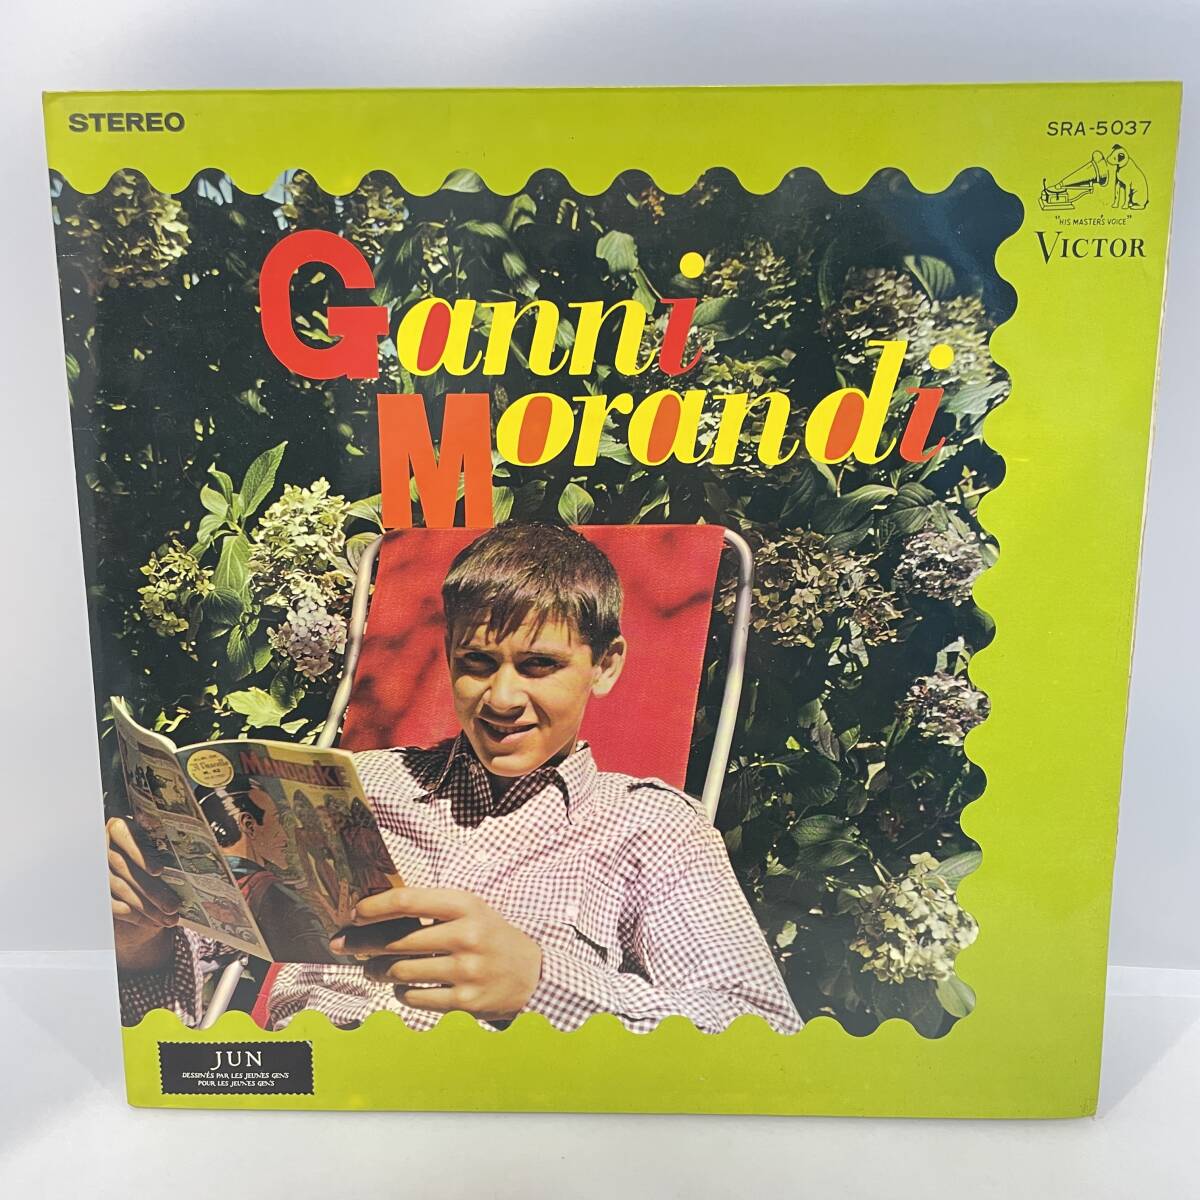 STEREO
SRA-5037
"HIS MASTER'S VOICE"
VICTOR
Ganni
Morandi
MANDRAKE
JUN
DESSINÉS PAR LES JEUNES GENS
POUR LES JEUNES GENS